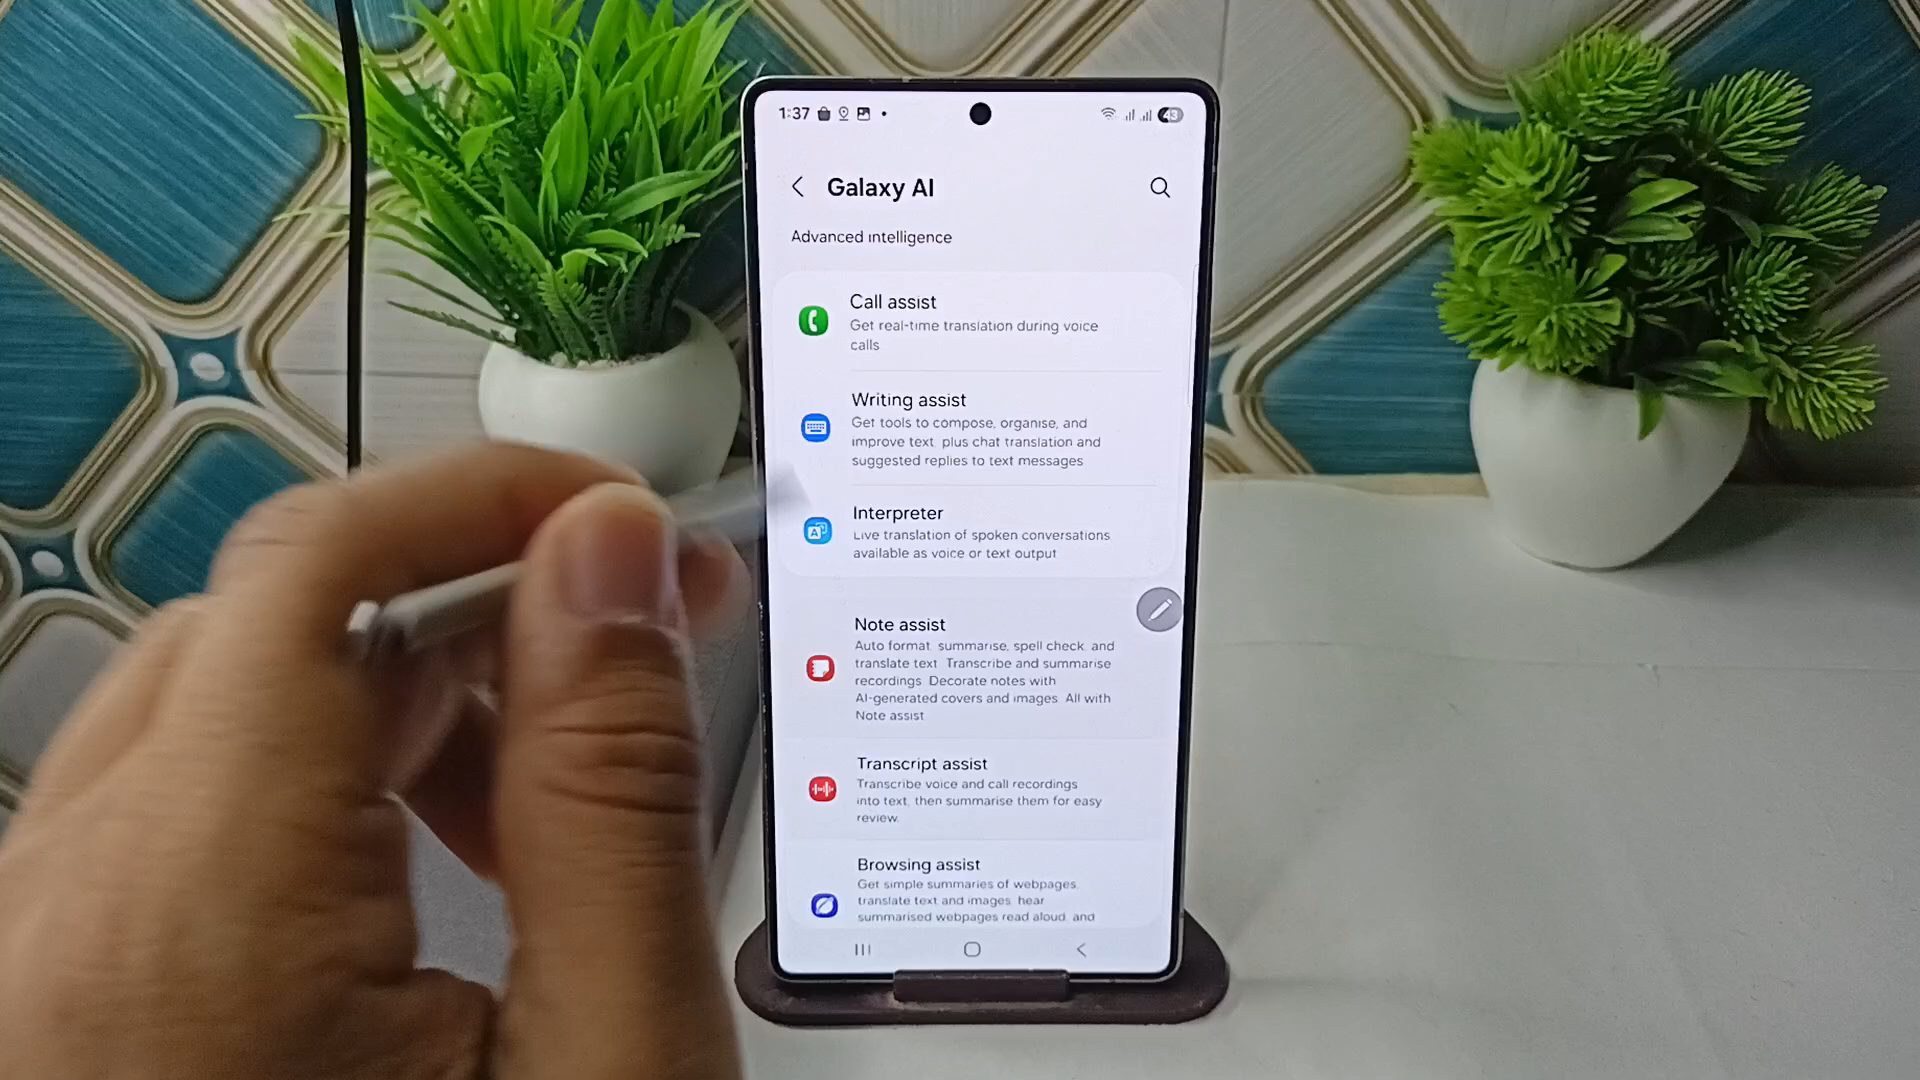 1:37
43
Galaxy AI
Advanced intelligence
Call assist
Get real-time translation during voice
calls
Writing assist
Get tools to compose, organise, and
improve text, plus chat translation and
suggested replies to text messages
Interpreter
Live translation of spoken conversations
available as voice or text output
Note assist
Auto format, summarise, spell check, and
translate text. Transcribe and summarise
recordings. Decorate notes with
AI-generated covers and images. All with
Note assist
Transcript assist
Transcribe voice and call recordings
into text, then summarise them for easy
review.
Browsing assist
Get simple summaries of webpages,
translate text and images, hear
summarised webpages read aloud, and